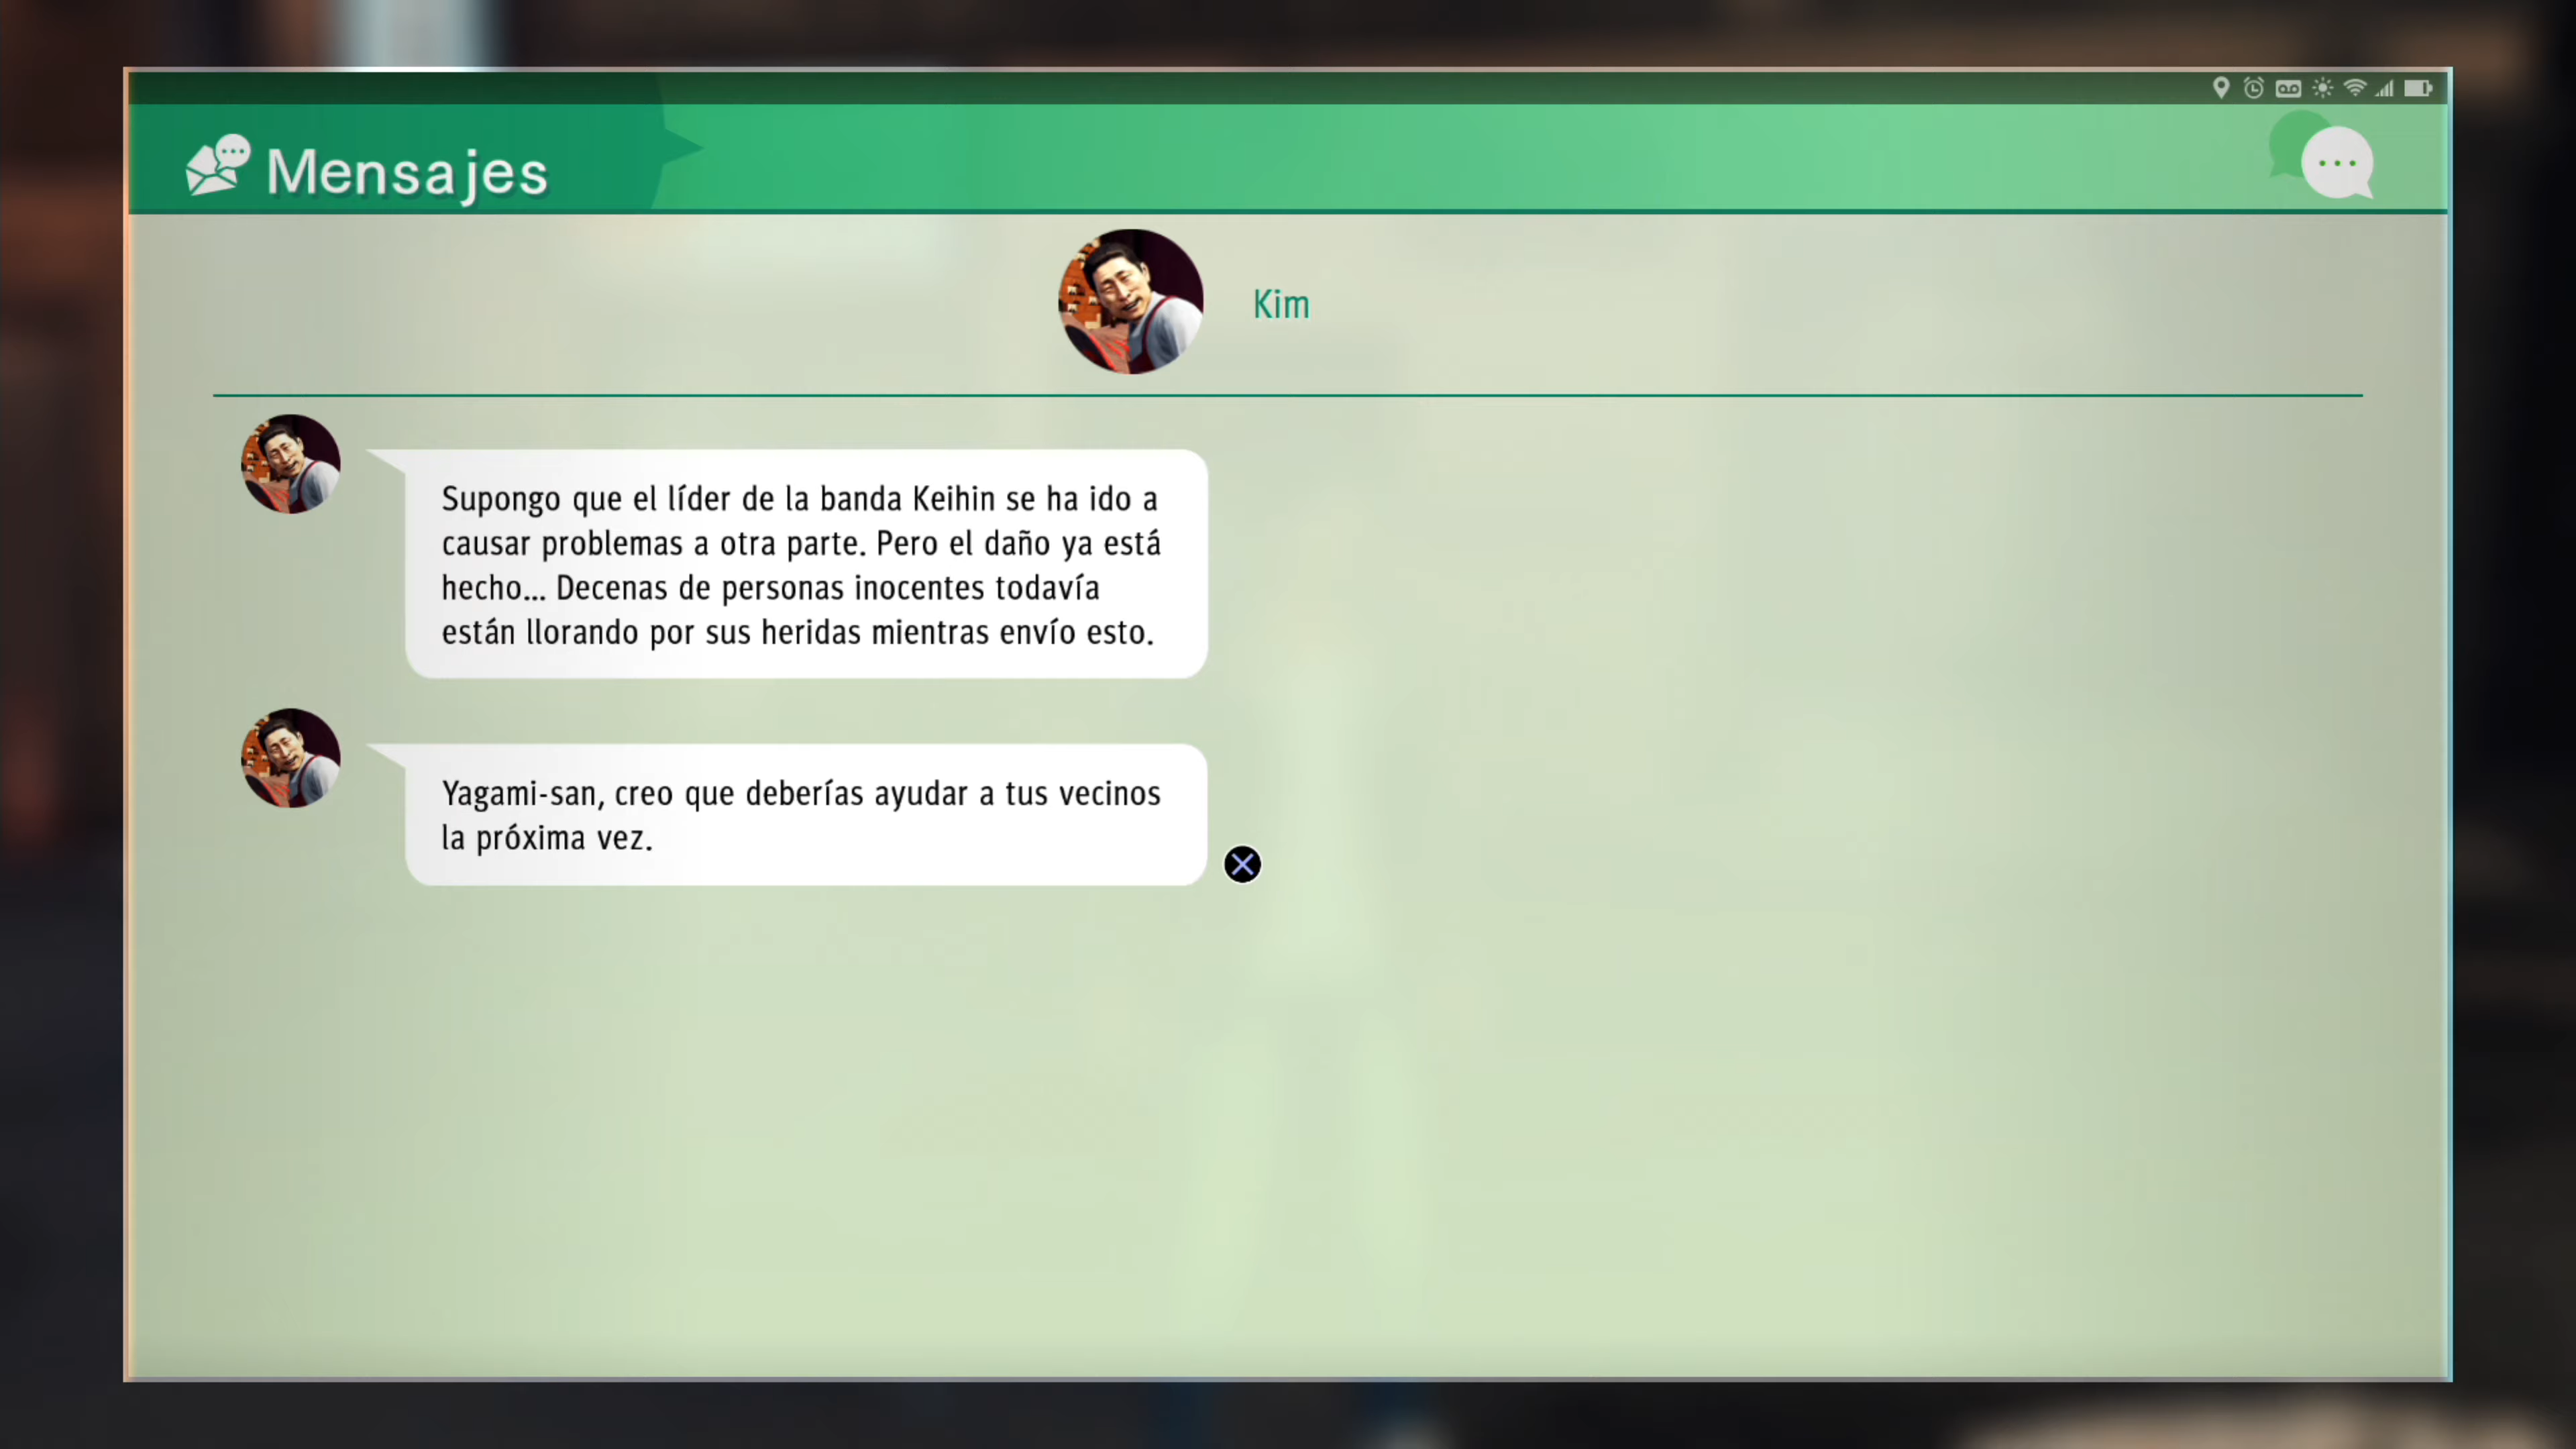 Mensajes
Kim
Supongo que el líder de la banda Keihin se ha ido a
causar problemas a otra parte. Pero el daño ya está
hecho... Decenas de personas inocentes todavía
están llorando por sus heridas mientras envío esto.
Yagami-san, creo que deberías ayudar a tus vecinos
la próxima vez.